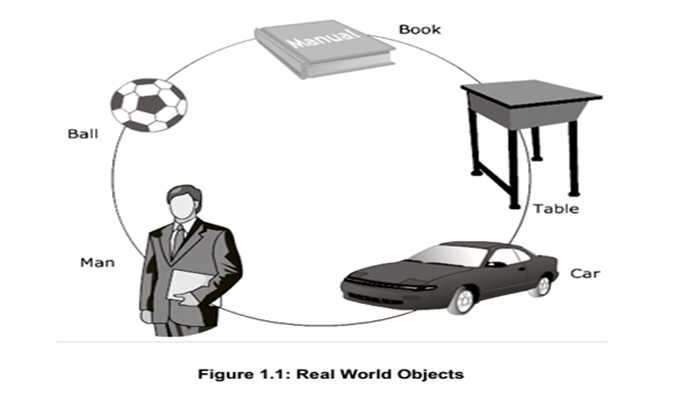 Book
Manual
Ball
Table
Man
Car
Figure 1.1: Real World Objects